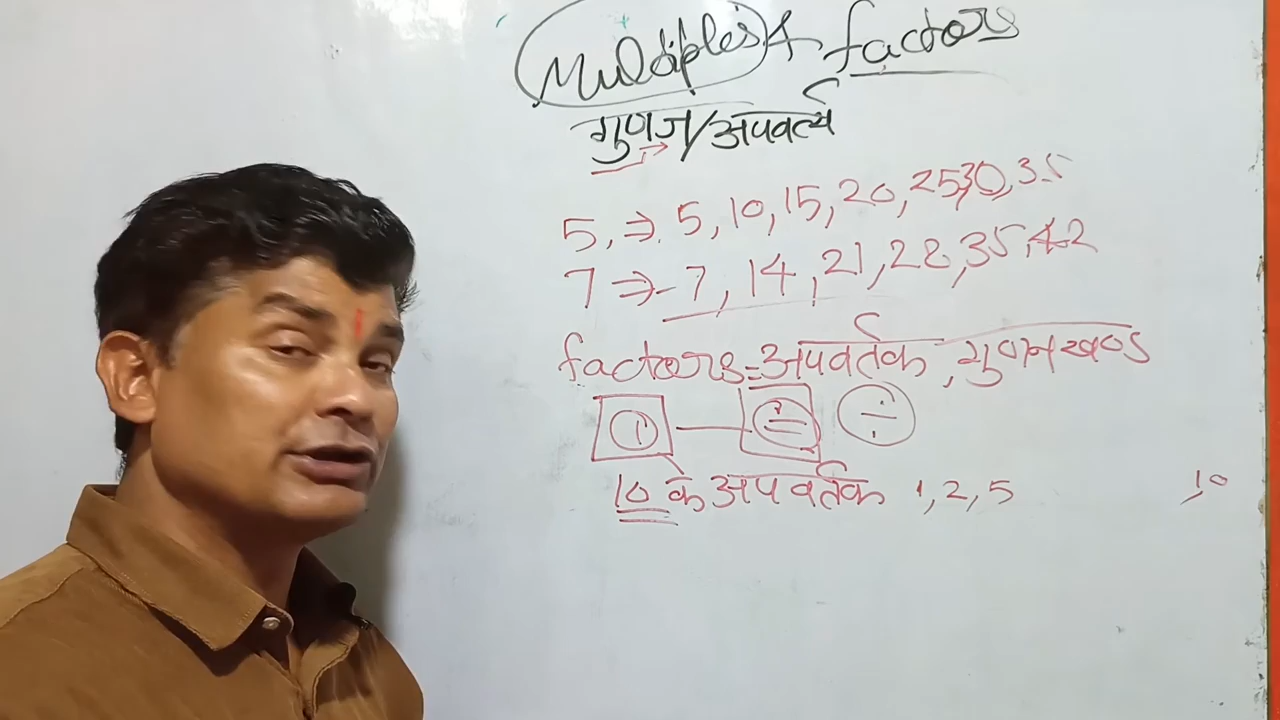 Multiples & factors
गुणज/अपवर्त्य
5, ⇒ 5, 10, 15, 20, 25, 30, 35
7 ⇒ 7, 14, 21, 28, 35, 42
factors = अपवर्तक, गुणनखण्ड
1 — = ÷
10 के अपवर्तक 1, 2, 5 , 10